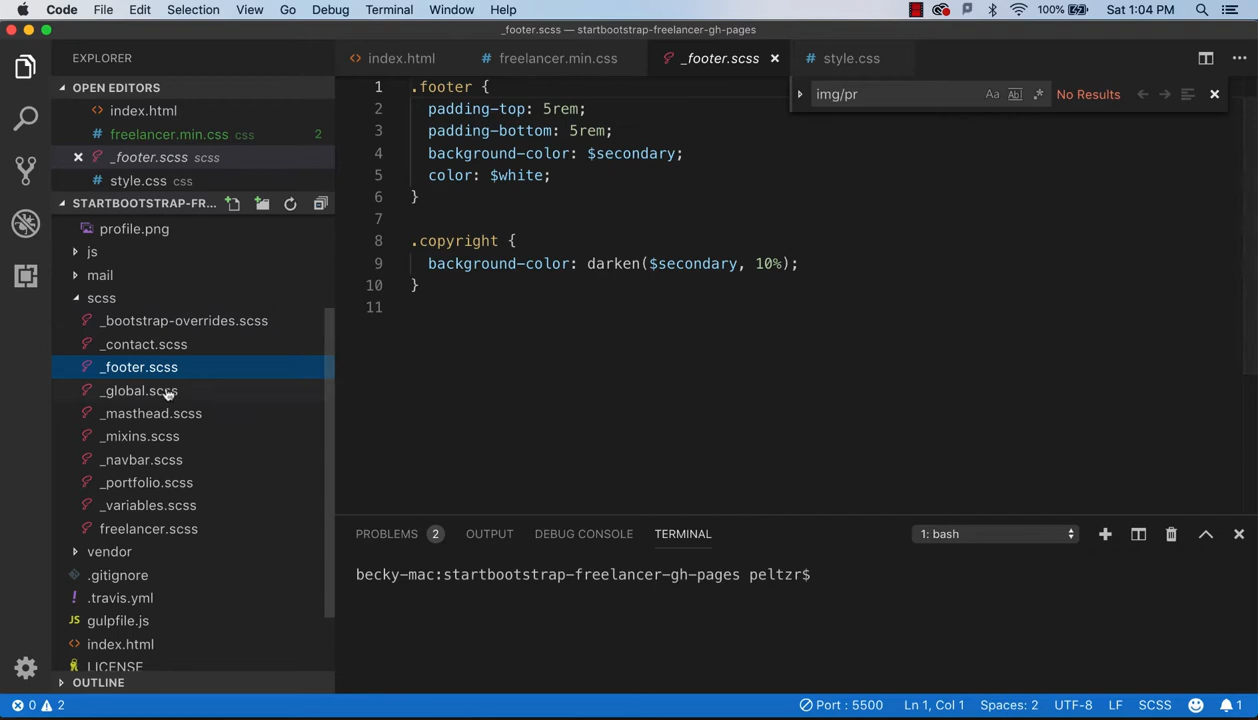 Code File Edit Selection View Go Debug Terminal Window Help 100% Sat 1:04 PM
_footer.scss — startbootstrap-freelancer-gh-pages
EXPLORER
OPEN EDITORS
index.html
freelancer.min.css css 2
_footer.scss scss
style.css css
STARTBOOTSTRAP-FR...
profile.png
js
mail
scss
_bootstrap-overrides.scss
_contact.scss
_footer.scss
_global.scss
_masthead.scss
_mixins.scss
_navbar.scss
_portfolio.scss
_variables.scss
freelancer.scss
vendor
.gitignore
.travis.yml
JS gulpfile.js
index.html
LICENSE
OUTLINE
index.html # freelancer.min.css _footer.scss # style.css
img/pr Aa Abl .* No Results
1 .footer {
2 padding-top: 5rem;
3 padding-bottom: 5rem;
4 background-color: $secondary;
5 color: $white;
6 }
7
8 .copyright {
9 background-color: darken($secondary, 10%);
10 }
11
PROBLEMS 2 OUTPUT DEBUG CONSOLE TERMINAL 1: bash
becky-mac:startbootstrap-freelancer-gh-pages peltzr$
0 2 Port : 5500 Ln 1, Col 1 Spaces: 2 UTF-8 LF SCSS 1